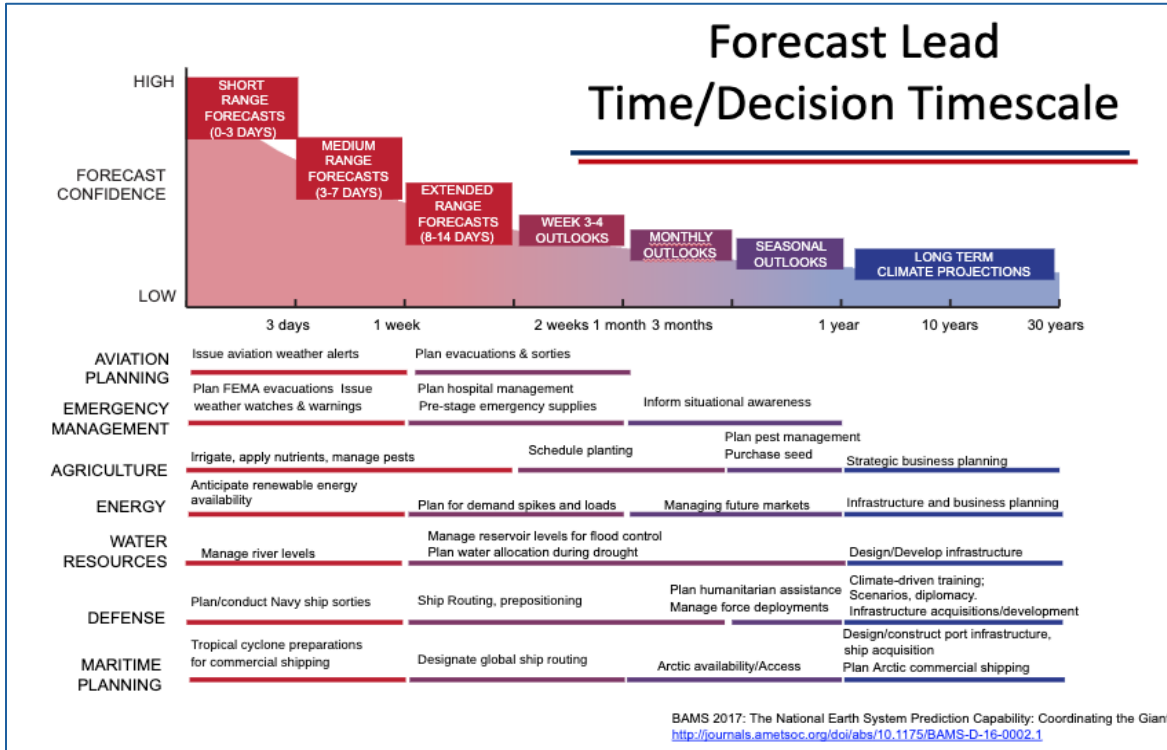 Forecast Lead
Time/Decision Timescale
HIGH
FORECAST
CONFIDENCE
LOW
SHORT
RANGE
FORECASTS
(0-3 DAYS)
MEDIUM
RANGE
FORECASTS
(3-7 DAYS)
EXTENDED
RANGE
FORECASTS
(8-14 DAYS)
WEEK 3-4
OUTLOOKS
MONTHLY
OUTLOOKS
SEASONAL
OUTLOOKS
LONG TERM
CLIMATE PROJECTIONS
3 days 1 week 2 weeks 1 month 3 months 1 year 10 years 30 years
AVIATION
PLANNING
Issue aviation weather alerts
Plan evacuations & sorties
EMERGENCY
MANAGEMENT
Plan FEMA evacuations Issue
weather watches & warnings
Plan hospital management
Pre-stage emergency supplies
Inform situational awareness
AGRICULTURE
Irrigate, apply nutrients, manage pests
Schedule planting
Plan pest management
Purchase seed
Strategic business planning
ENERGY
Anticipate renewable energy
availability
Plan for demand spikes and loads
Managing future markets
Infrastructure and business planning
WATER
RESOURCES
Manage river levels
Manage reservoir levels for flood control
Plan water allocation during drought
Design/Develop infrastructure
DEFENSE
Plan/conduct Navy ship sorties
Ship Routing, prepositioning
Plan humanitarian assistance
Manage force deployments
Climate-driven training;
Scenarios, diplomacy.
Infrastructure acquisitions/development
MARITIME
PLANNING
Tropical cyclone preparations
for commercial shipping
Designate global ship routing
Arctic availability/Access
Design/construct port infrastructure,
ship acquisition
Plan Arctic commercial shipping
BAMS 2017: The National Earth System Prediction Capability: Coordinating the Giant
http://journals.ametsoc.org/doi/abs/10.1175/BAMS-D-16-0002.1